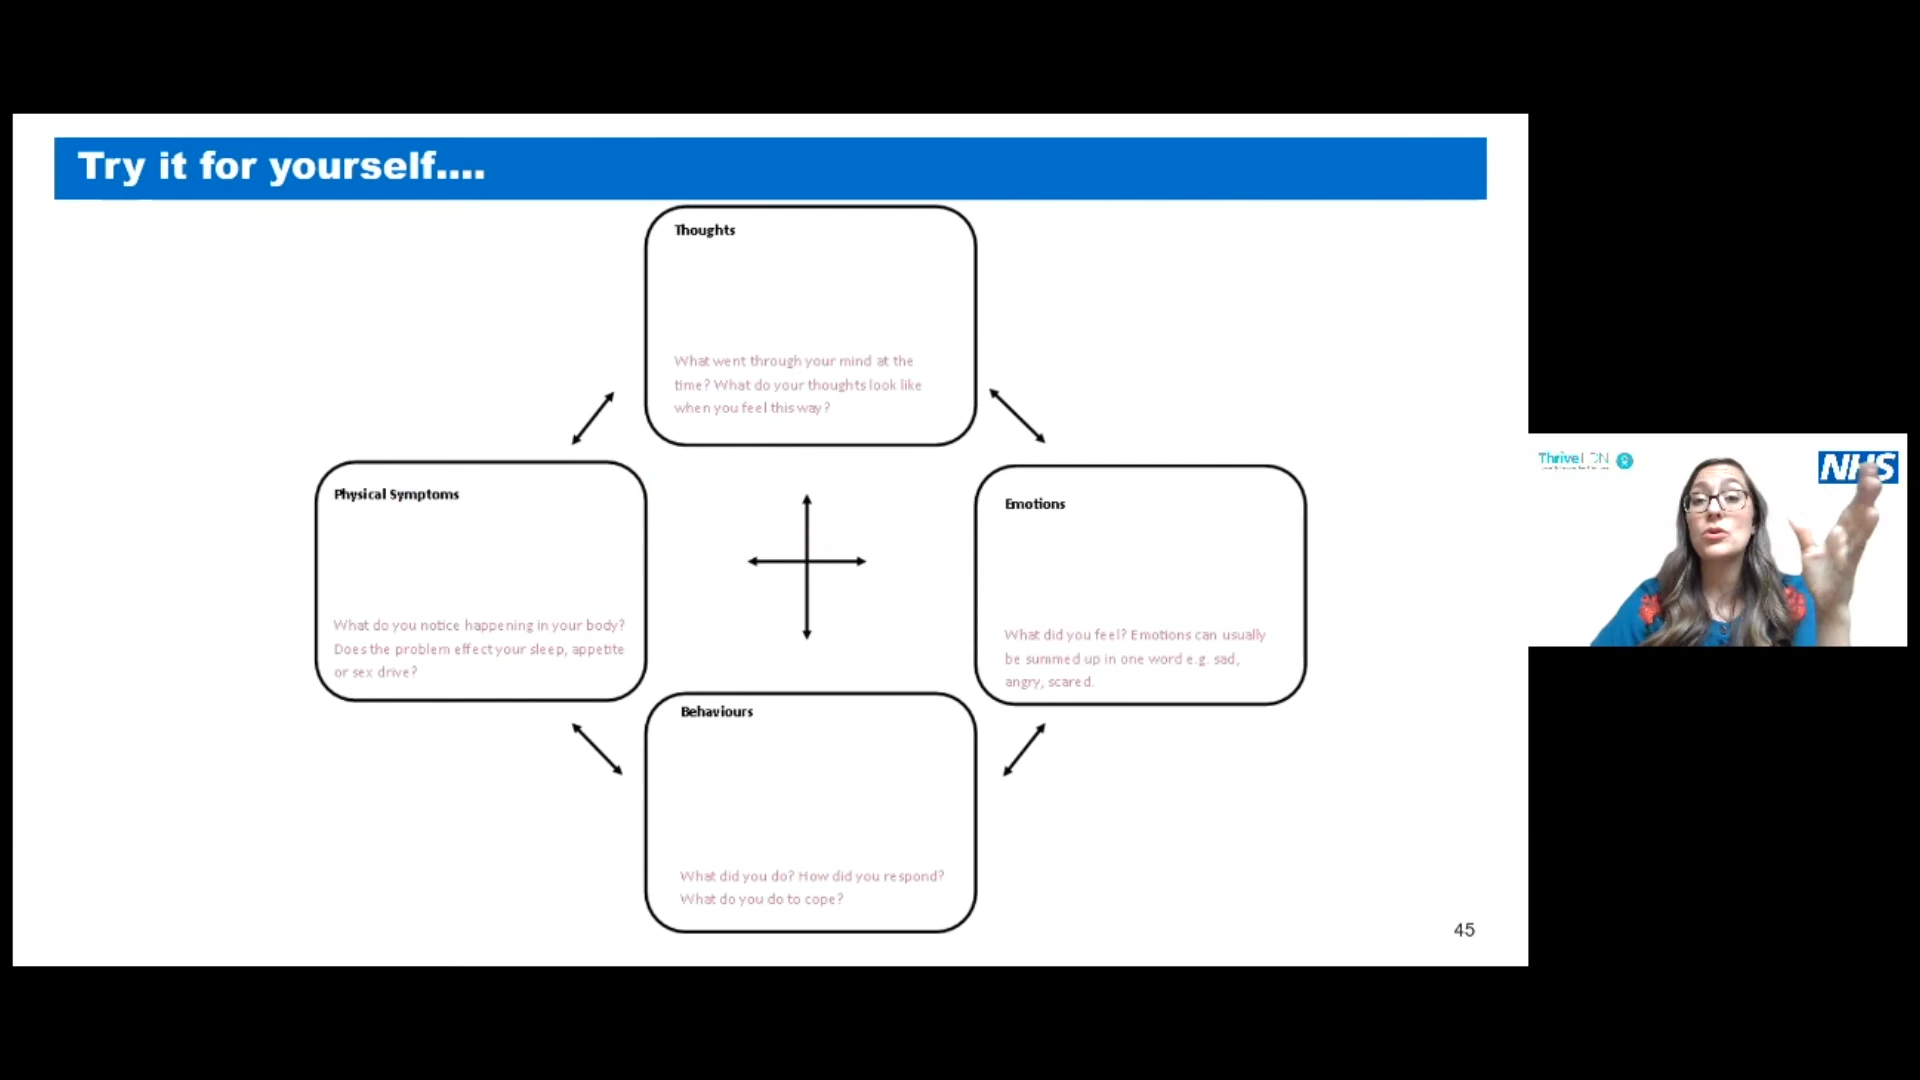 Try it for yourself....
Thoughts
What went through your mind at the
time? What do your thoughts look like
when you feel this way?
Physical Symptoms
What do you notice happening in your body?
Does the problem effect your sleep, appetite
or sex drive?
Emotions
What did you feel? Emotions can usually
be summed up in one word e.g. sad,
angry, scared.
Behaviours
What did you do? How did you respond?
What do you do to cope?
45
Thrive LDN
NHS